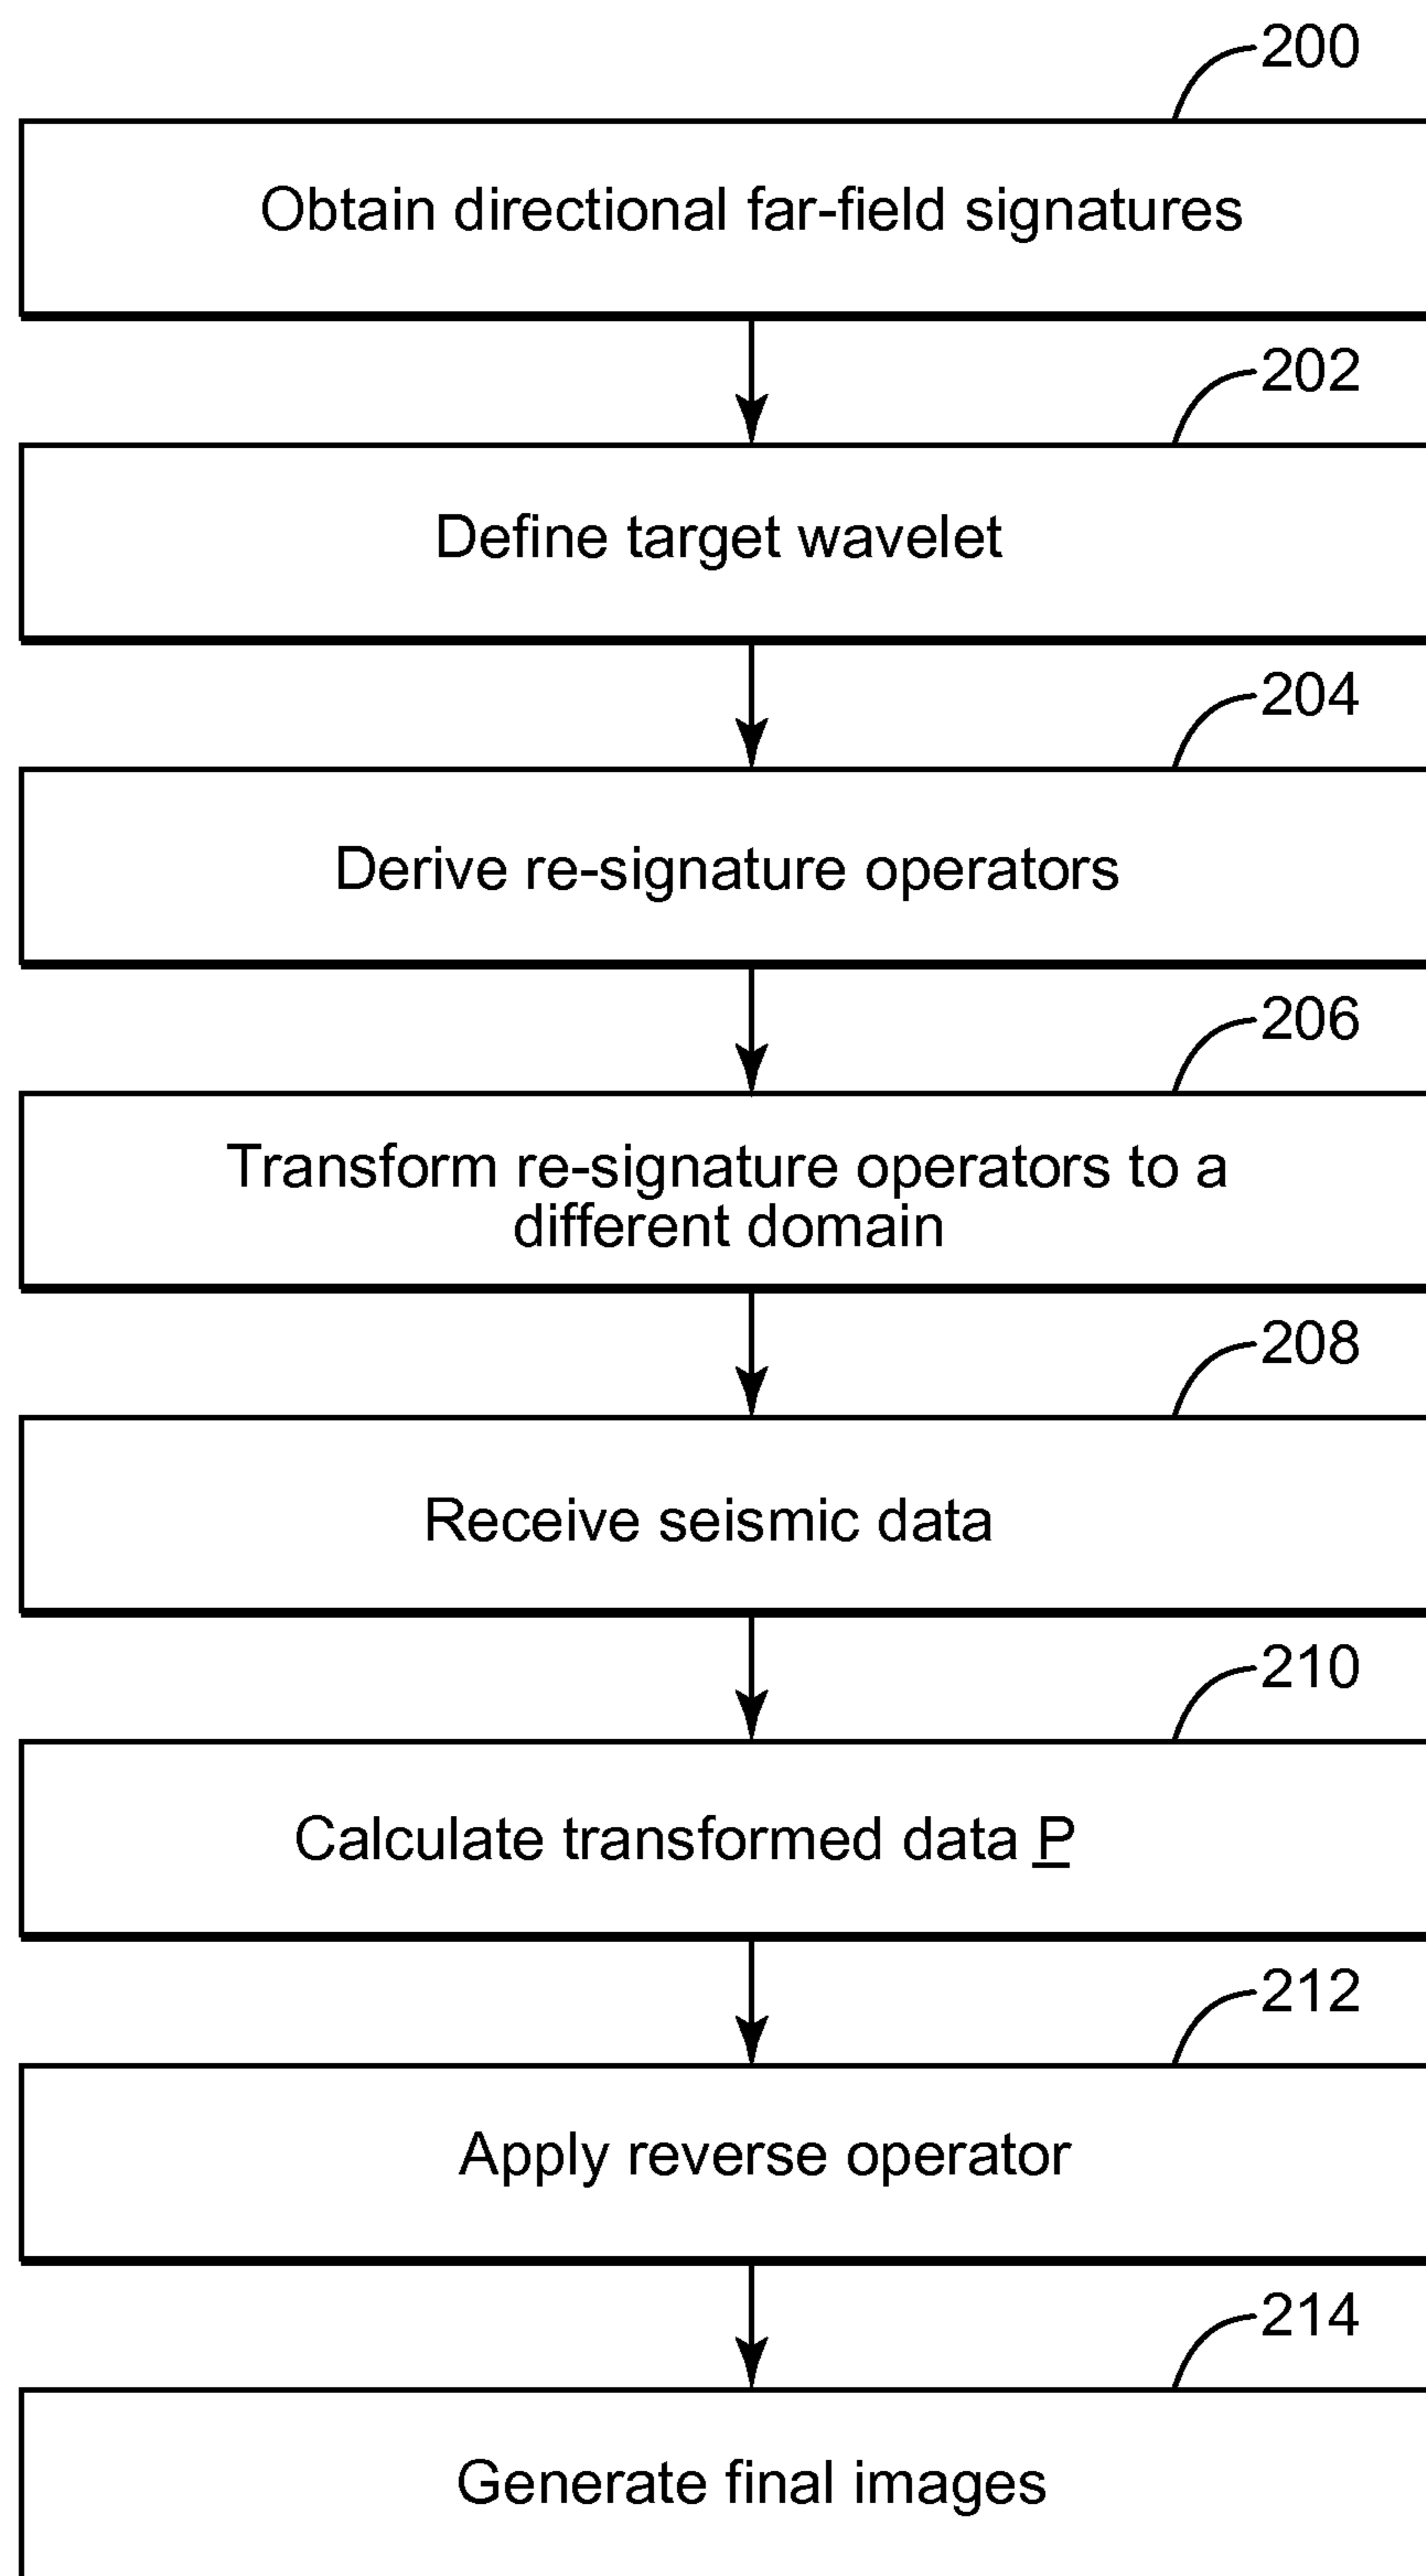 200
Obtain directional far-field signatures
202
Define target wavelet
204
Derive re-signature operators
206
Transform re-signature operators to a
different domain
208
Receive seismic data
210
Calculate transformed data P
212
Apply reverse operator
214
Generate final images